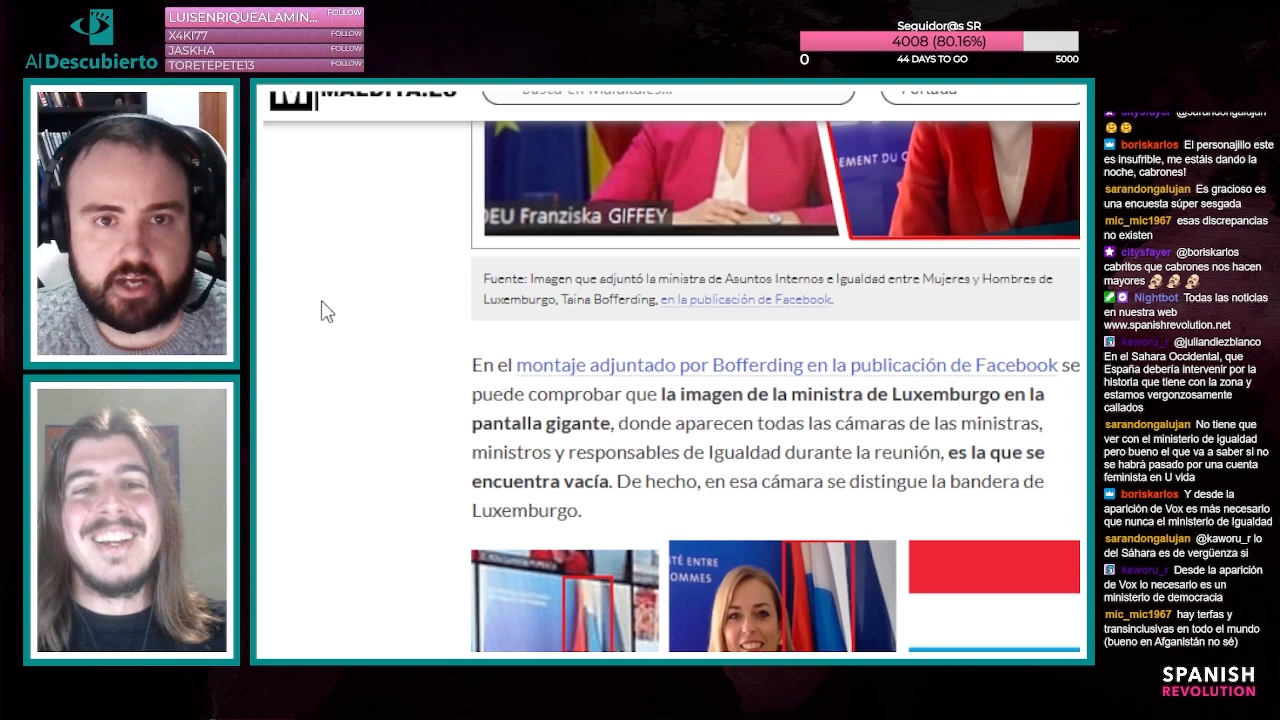 Al Descubierto
LUISENRIQUEALAMIN... FOLLOW
X4KI77 FOLLOW
JASKHA FOLLOW
TORETEPETE13 FOLLOW
Seguidor@s SR
4008 (80.16%)
0 44 DAYS TO GO 5000
MALDITA.ES
Busca en Maldita.es...
Portada
EMENT DU
DEU Franziska GIFFEY
Fuente: Imagen que adjuntó la ministra de Asuntos Internos e Igualdad entre Mujeres y Hombres de
Luxemburgo, Taina Bofferding, en la publicación de Facebook.
En el montaje adjuntado por Bofferding en la publicación de Facebook se
puede comprobar que la imagen de la ministra de Luxemburgo en la
pantalla gigante, donde aparecen todas las cámaras de las ministras,
ministros y responsables de Igualdad durante la reunión, es la que se
encuentra vacía. De hecho, en esa cámara se distingue la bandera de
Luxemburgo.
ITÉ ENTRE
OMMES
citysfayer @sarandongalujan
boriskarlos El personajillo este
es insufrible, me estáis dando la
noche, cabrones!
sarandongalujan Es gracioso es
una encuesta súper sesgada
mic_mic1967 esas discrepancias
no existen
citysfayer @boriskarlos
cabritos que cabrones nos hacen
mayores
Nightbot Todas las noticias
en nuestra web
www.spanishrevolution.net
kaworu_r @juliandiezblanco
En el Sahara Occidental, que
España debería intervenir por la
historia que tiene con la zona y
estamos vergonzosamente
callados
sarandongalujan No tiene que
ver con el ministerio de igualdad
pero bueno el que va a saber si no
se habrá pasado por una cuenta
feminista en U vida
boriskarlos Y desde la
aparición de Vox es más necesario
que nunca el ministerio de Igualdad
sarandongalujan @kaworu_r lo
del Sáhara es de vergüenza si
kaworu_r Desde la aparición
de Vox lo necesario es un
ministerio de democracia
mic_mic1967 hay terfas y
transinclusivas en todo el mundo
(bueno en Afganistán no sé)
SPANISH
REVOLUTION